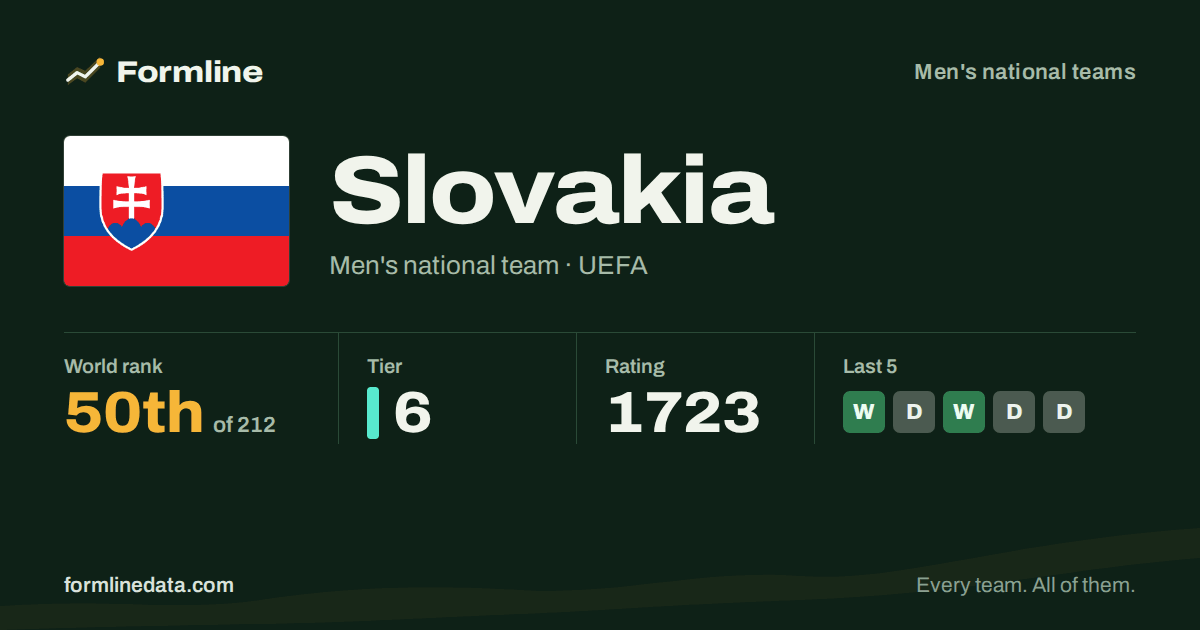 Formline
Men's national teams
Slovakia
Men's national team · UEFA
World rank
50th of 212
Tier
6
Rating
1723
Last 5
W D W D D
formlinedata.com
Every team. All of them.